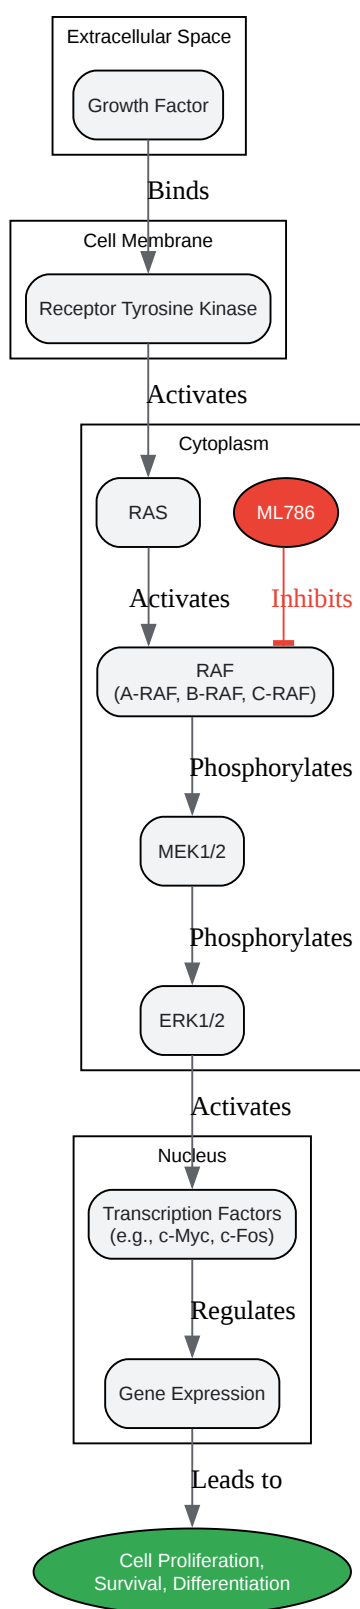 Extracellular Space
Growth Factor
Binds
Cell Membrane
Receptor Tyrosine Kinase
Activates
Cytoplasm
RAS
ML786
Activates
Inhibits
RAF
(A-RAF, B-RAF, C-RAF)
Phosphorylates
MEK1/2
Phosphorylates
ERK1/2
Activates
Nucleus
Transcription Factors
(e.g., c-Myc, c-Fos)
Regulates
Gene Expression
Leads to
Cell Proliferation,
Survival, Differentiation